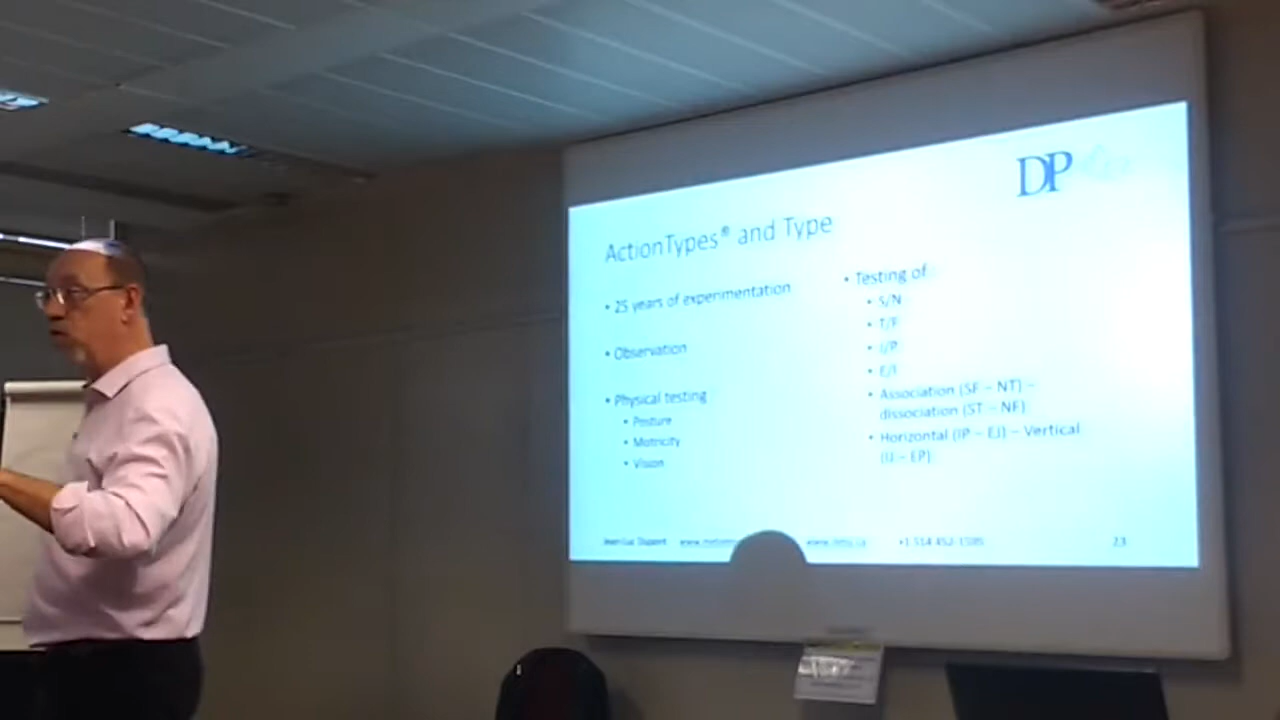 DP
ActionTypes® and Type
• 25 years of experimentation
• Observation
• Physical testing
• Posture
• Motricity
• Vision
• Testing of
• S/N
• T/F
• J/P
• E/I
• Association (SF – NT) –
dissociation (ST – NF)
• Horizontal (IP – EJ) – Vertical
(IJ – EP)
23